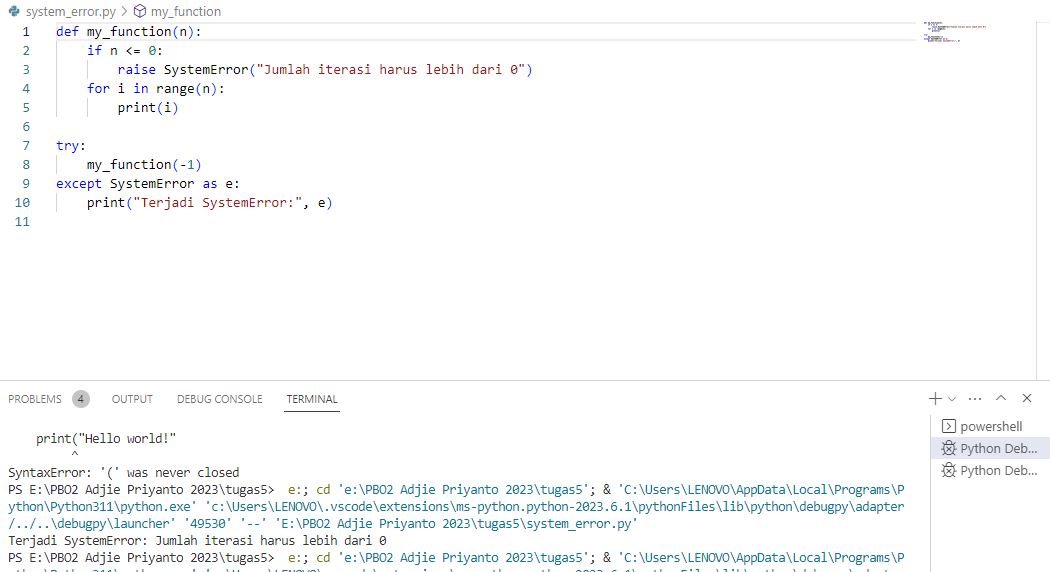 system_error.py > my_function
1 def my_function(n):
2     if n <= 0:
3         raise SystemError("Jumlah iterasi harus lebih dari 0")
4     for i in range(n):
5         print(i)
6
7 try:
8     my_function(-1)
9 except SystemError as e:
10     print("Terjadi SystemError:", e)
11
PROBLEMS 4 OUTPUT DEBUG CONSOLE TERMINAL
powershell
Python Deb...
Python Deb...
    print("Hello world!"
         ^
SyntaxError: '(' was never closed
PS E:\PBO2 Adjie Priyanto 2023\tugas5>  e:; cd 'e:\PBO2 Adjie Priyanto 2023\tugas5'; & 'C:\Users\LENOVO\AppData\Local\Programs\P
ython\Python311\python.exe' 'c:\Users\LENOVO\.vscode\extensions\ms-python.python-2023.6.1\pythonFiles\lib\python\debugpy\adapter
/../..\debugpy\launcher' '49530' '--' 'E:\PBO2 Adjie Priyanto 2023\tugas5\system_error.py'
Terjadi SystemError: Jumlah iterasi harus lebih dari 0
PS E:\PBO2 Adjie Priyanto 2023\tugas5>  e:; cd 'e:\PBO2 Adjie Priyanto 2023\tugas5'; & 'C:\Users\LENOVO\AppData\Local\Programs\P